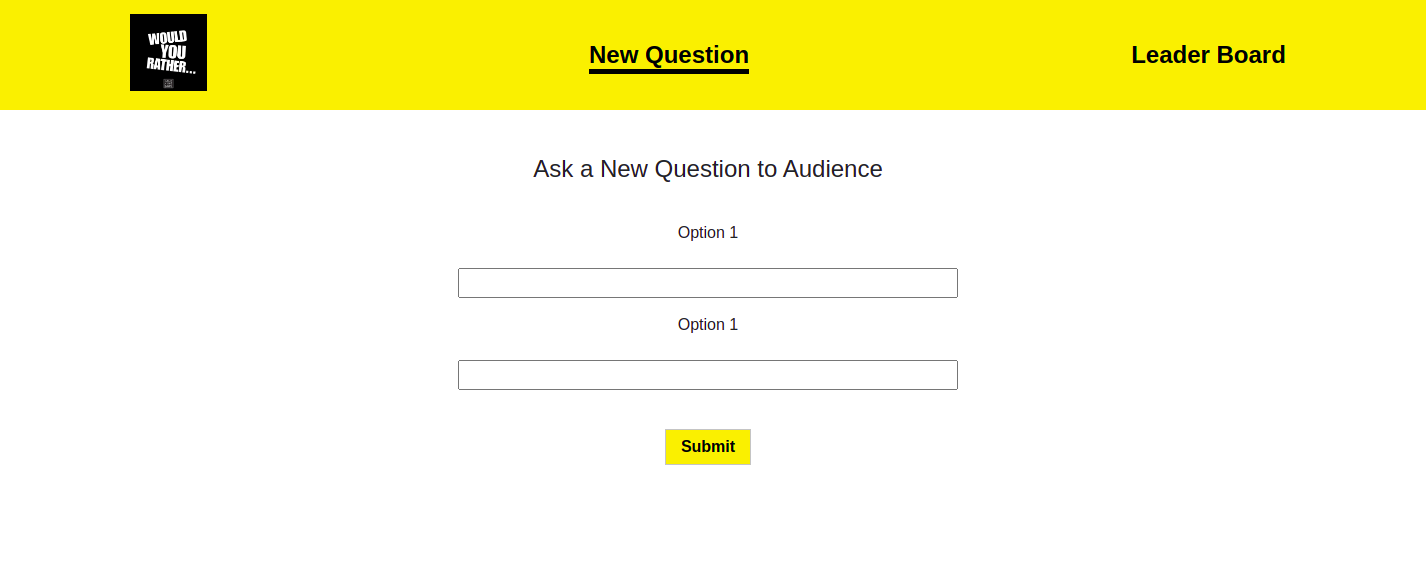 WOULD
YOU
RATHER...
New Question
Leader Board
Ask a New Question to Audience
Option 1
Option 1
Submit